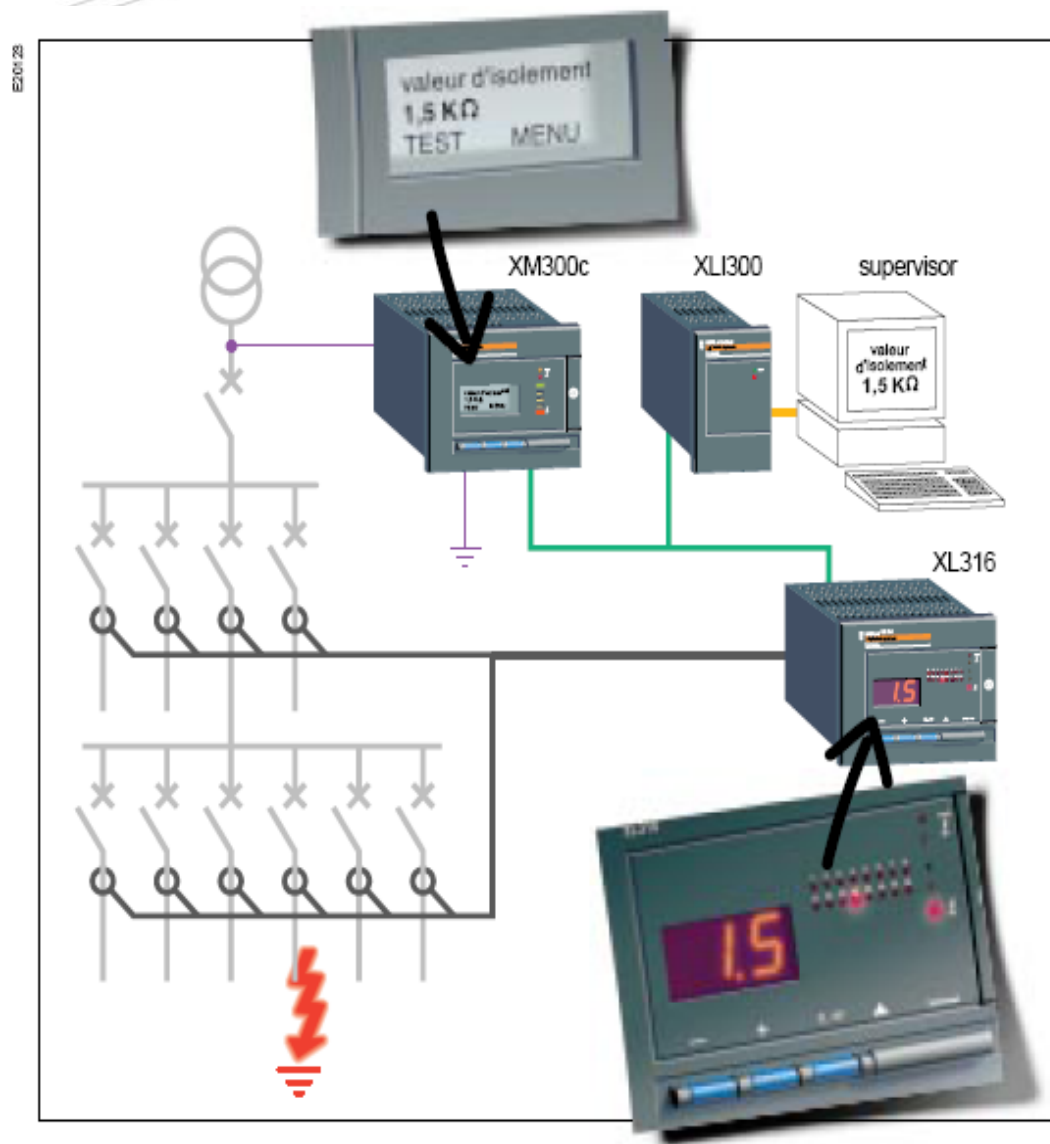 E20123
valeur d'isolement
1,5 KΩ
TEST MENU
XM300c
XLI300
supervisor
valeur
d'isolement
1,5 KΩ
XL316
1.5
1.5